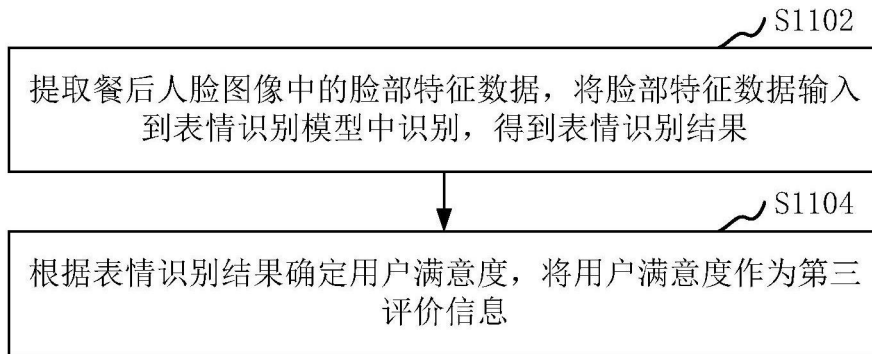 S1102
提取餐后人脸图像中的脸部特征数据，将脸部特征数据输入
到表情识别模型中识别，得到表情识别结果
S1104
根据表情识别结果确定用户满意度，将用户满意度作为第三
评价信息